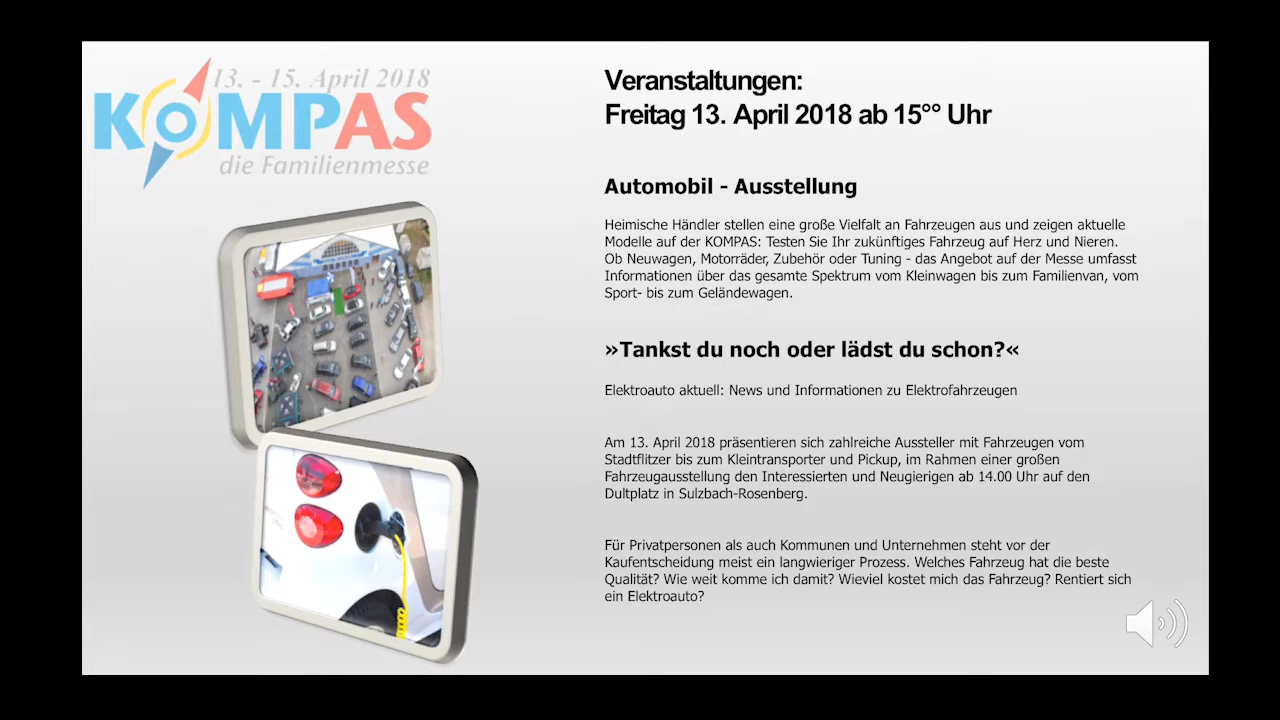 13. - 15. April 2018
KOMPAS
die Familienmesse
Veranstaltungen:
Freitag 13. April 2018 ab 15°° Uhr
Automobil - Ausstellung
Heimische Händler stellen eine große Vielfalt an Fahrzeugen aus und zeigen aktuelle
Modelle auf der KOMPAS: Testen Sie Ihr zukünftiges Fahrzeug auf Herz und Nieren.
Ob Neuwagen, Motorräder, Zubehör oder Tuning - das Angebot auf der Messe umfasst
Informationen über das gesamte Spektrum vom Kleinwagen bis zum Familienvan, vom
Sport- bis zum Geländewagen.
»Tankst du noch oder lädst du schon?«
Elektroauto aktuell: News und Informationen zu Elektrofahrzeugen
Am 13. April 2018 präsentieren sich zahlreiche Aussteller mit Fahrzeugen vom
Stadtflitzer bis zum Kleintransporter und Pickup, im Rahmen einer großen
Fahrzeugausstellung den Interessierten und Neugierigen ab 14.00 Uhr auf den
Dultplatz in Sulzbach-Rosenberg.
Für Privatpersonen als auch Kommunen und Unternehmen steht vor der
Kaufentscheidung meist ein langwieriger Prozess. Welches Fahrzeug hat die beste
Qualität? Wie weit komme ich damit? Wieviel kostet mich das Fahrzeug? Rentiert sich
ein Elektroauto?